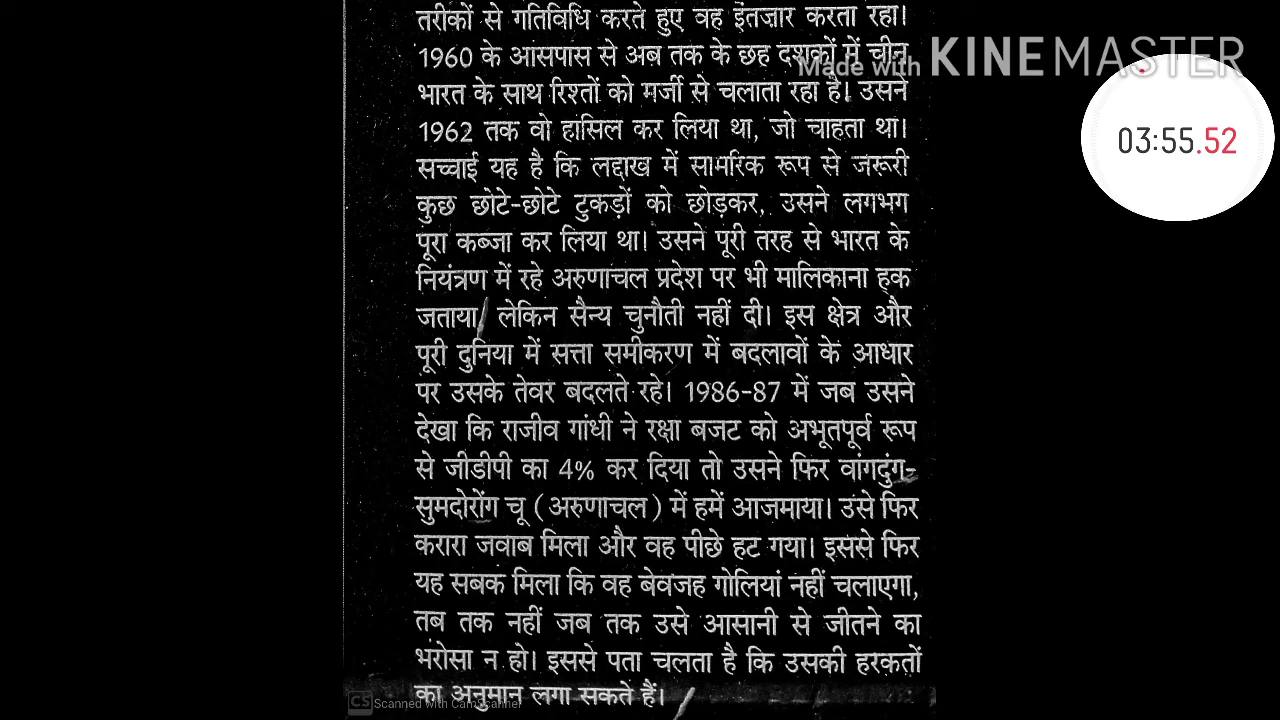 तरीकों से गतिविधि करते हुए वह इंतजार करता रहा।
1960 के आसपास से अब तक के छह दशकों में चीन
Made with KINEMASTER
भारत के साथ रिश्तों को मर्जी से चलाता रहा है। उसने
03:55.52
1962 तक वो हासिल कर लिया था, जो चाहता था।
सच्चाई यह है कि लद्दाख में सामरिक रूप से जरूरी
कुछ छोटे-छोटे टुकड़ों को छोड़कर, उसने लगभग
पूरा कब्जा कर लिया था। उसने पूरी तरह से भारत के
नियंत्रण में रहे अरुणाचल प्रदेश पर भी मालिकाना हक
जताया, लेकिन सैन्य चुनौती नहीं दी। इस क्षेत्र और
पूरी दुनिया में सत्ता समीकरण में बदलावों के आधार
पर उसके तेवर बदलते रहे। 1986-87 में जब उसने
देखा कि राजीव गांधी ने रक्षा बजट को अभूतपूर्व रूप
से जीडीपी का 4% कर दिया तो उसने फिर वांगदुंग-
सुमदोरोंग चू (अरुणाचल) में हमें आजमाया। उसे फिर
करारा जवाब मिला और वह पीछे हट गया। इससे फिर
यह सबक मिला कि वह बेवजह गोलियां नहीं चलाएगा,
तब तक नहीं जब तक उसे आसानी से जीतने का
भरोसा न हो। इससे पता चलता है कि उसकी हरकतों
का अनुमान लगा सकते हैं।
CS Scanned with CamScanner